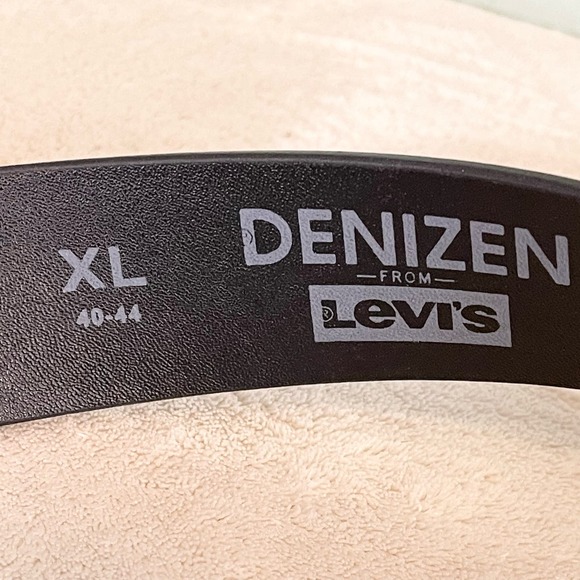 XL
40-44
®DENIZEN
—FROM—
®Levi's